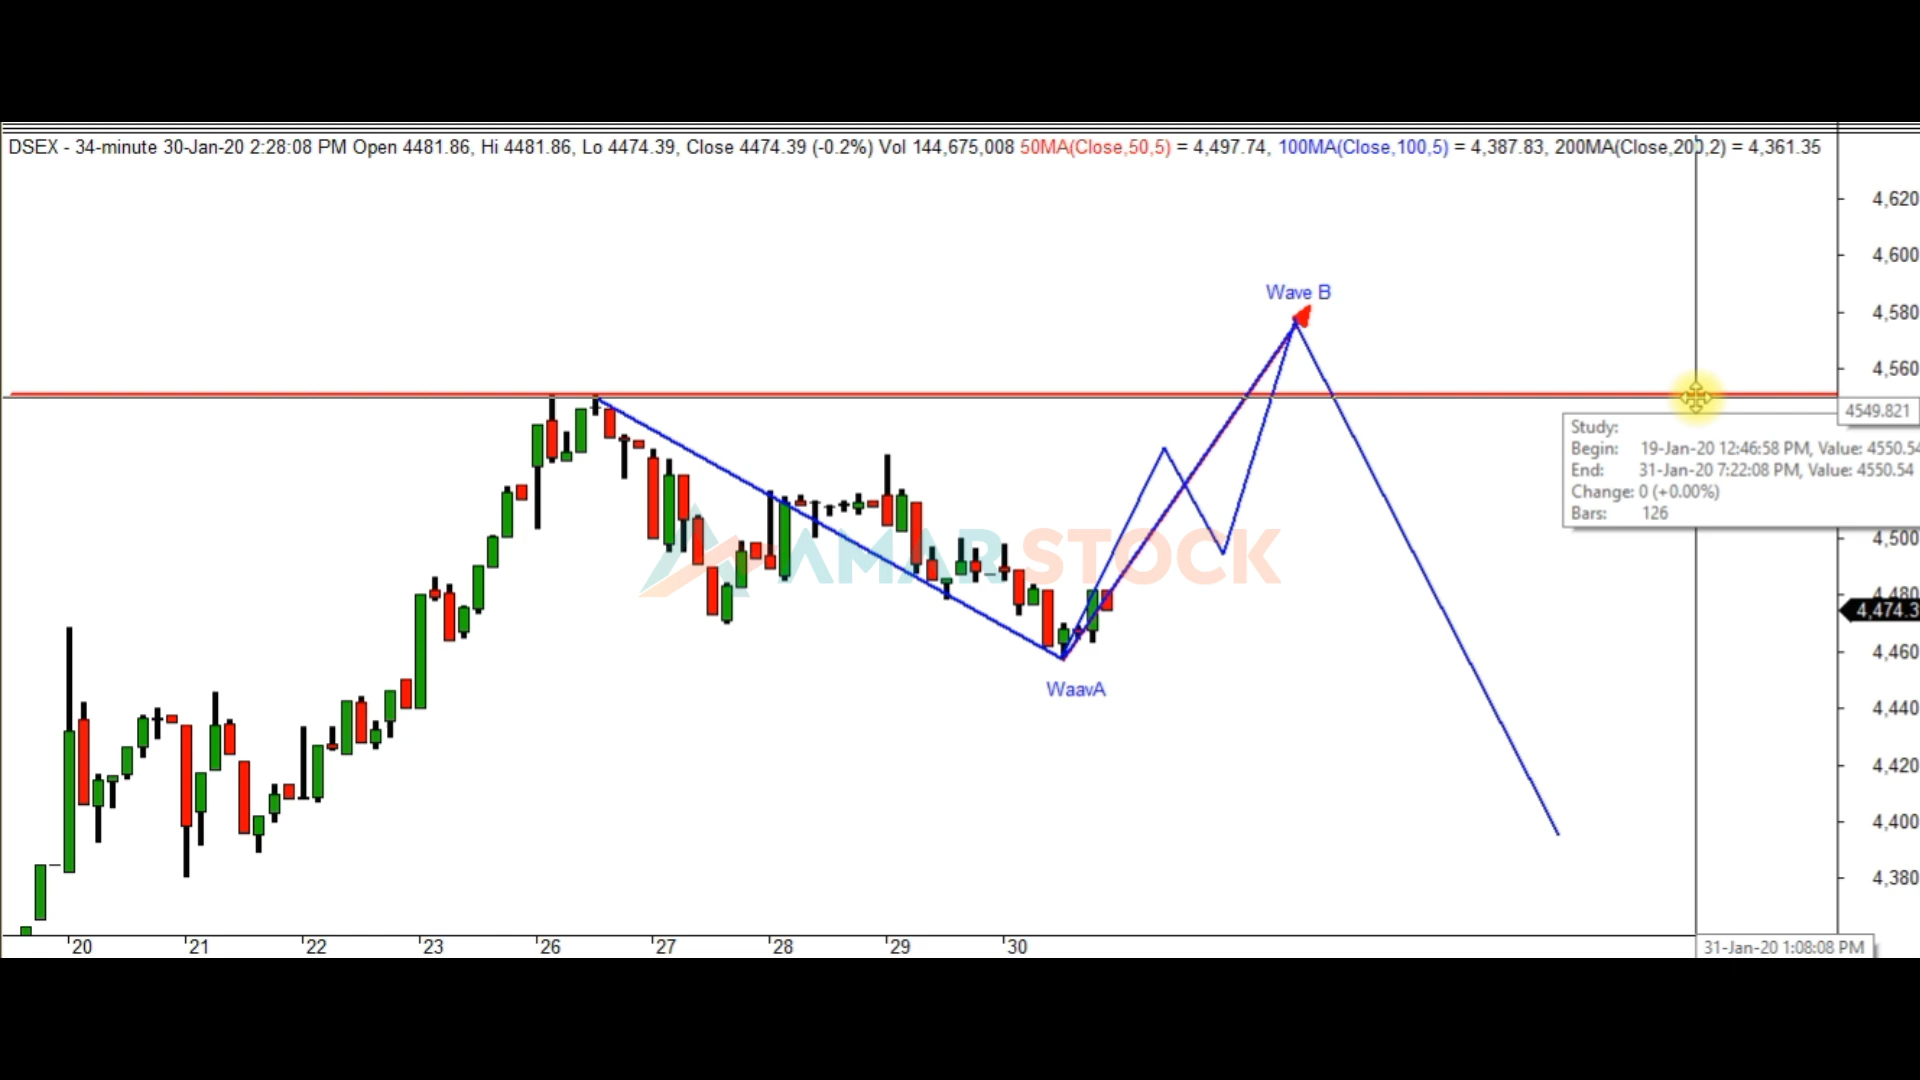 DSEX - 34-minute 30-Jan-20 2:28:08 PM Open 4481.86, Hi 4481.86, Lo 4474.39, Close 4474.39 (-0.2%) Vol 144,675,008 50MA(Close,50,5) = 4,497.74, 100MA(Close,100,5) = 4,387.83, 200MA(Close,200,2) = 4,361.35
4,620
4,600
Wave B
4,580
4,560
4549.821
Study:
Begin: 19-Jan-20 12:46:58 PM, Value: 4550.54
End: 31-Jan-20 7:22:08 PM, Value: 4550.54
Change: 0 (+0.00%)
Bars: 126
4,500
AMARSTOCK
4,480
4,474.3
4,460
WaavA
4,440
4,420
4,400
4,380
20 21 22 23 26 27 28 29 30
31-Jan-20 1:08:08 PM